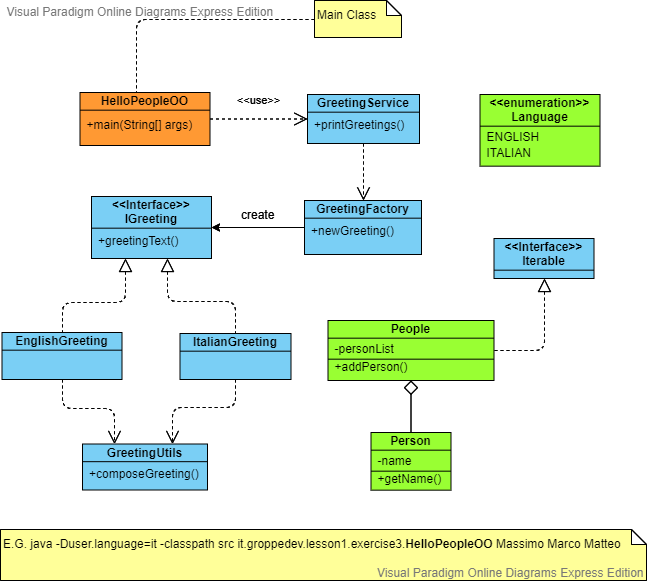 Visual Paradigm Online Diagrams Express Edition
Main Class
HelloPeopleOO
+main(String[] args)
<<use>>
GreetingService
+printGreetings()
<<enumeration>>
Language
ENGLISH
ITALIAN
<<Interface>>
IGreeting
+greetingText()
create
GreetingFactory
+newGreeting()
<<Interface>>
Iterable
EnglishGreeting
ItalianGreeting
People
-personList
+addPerson()
GreetingUtils
+composeGreeting()
Person
-name
+getName()
E.G. java -Duser.language=it -classpath src it.groppedev.lesson1.exercise3.HelloPeopleOO Massimo Marco Matteo
Visual Paradigm Online Diagrams Express Edition